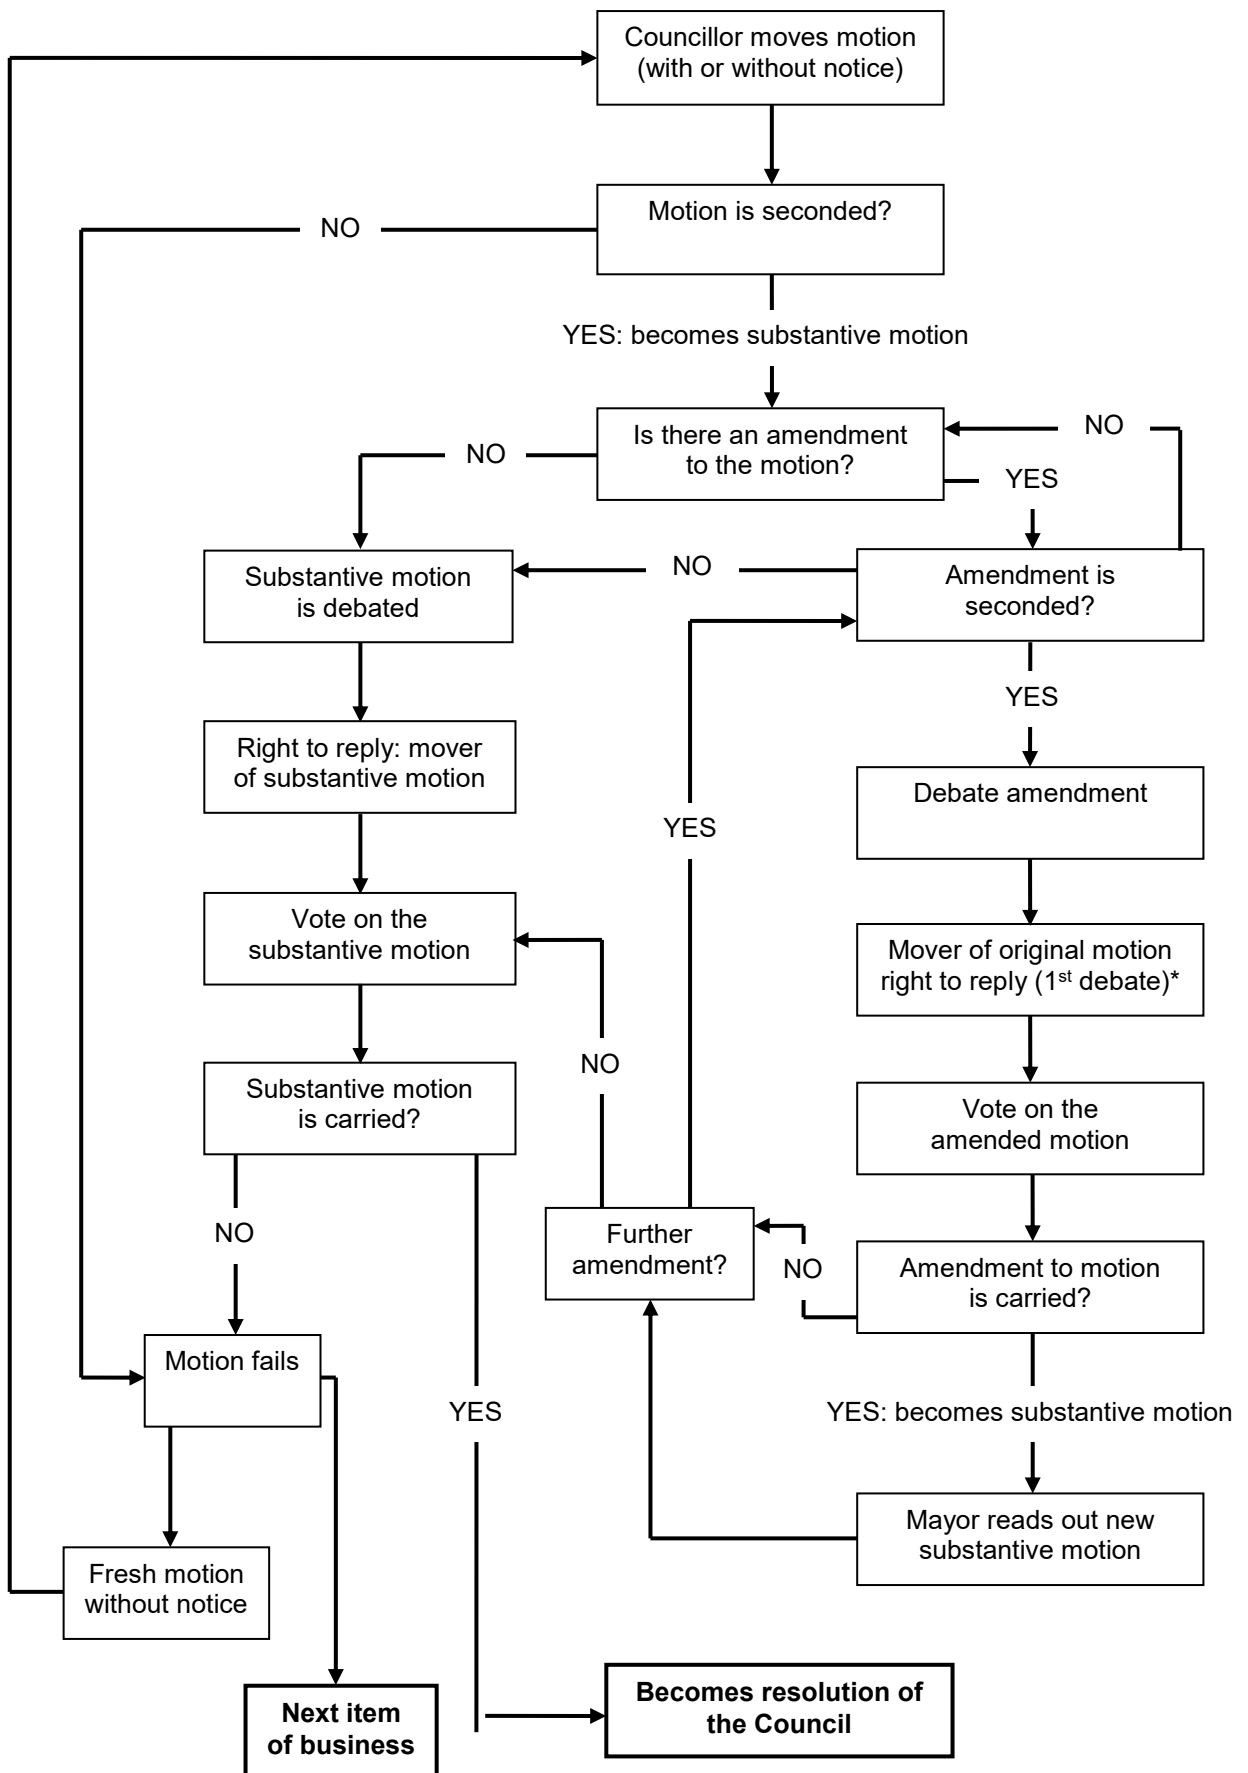 Councillor moves motion
(with or without notice)
Motion is seconded?
NO
YES: becomes substantive motion
Is there an amendment
to the motion?
NO
NO
YES
Substantive motion
is debated
NO
Amendment is
seconded?
YES
Right to reply: mover
of substantive motion
Debate amendment
YES
Vote on the
substantive motion
Mover of original motion
right to reply (1st debate)*
NO
Substantive motion
is carried?
Vote on the
amended motion
NO
Further
amendment?
NO
Amendment to motion
is carried?
Motion fails
YES
YES: becomes substantive motion
Mayor reads out new
substantive motion
Fresh motion
without notice
Next item
of business
Becomes resolution of
the Council